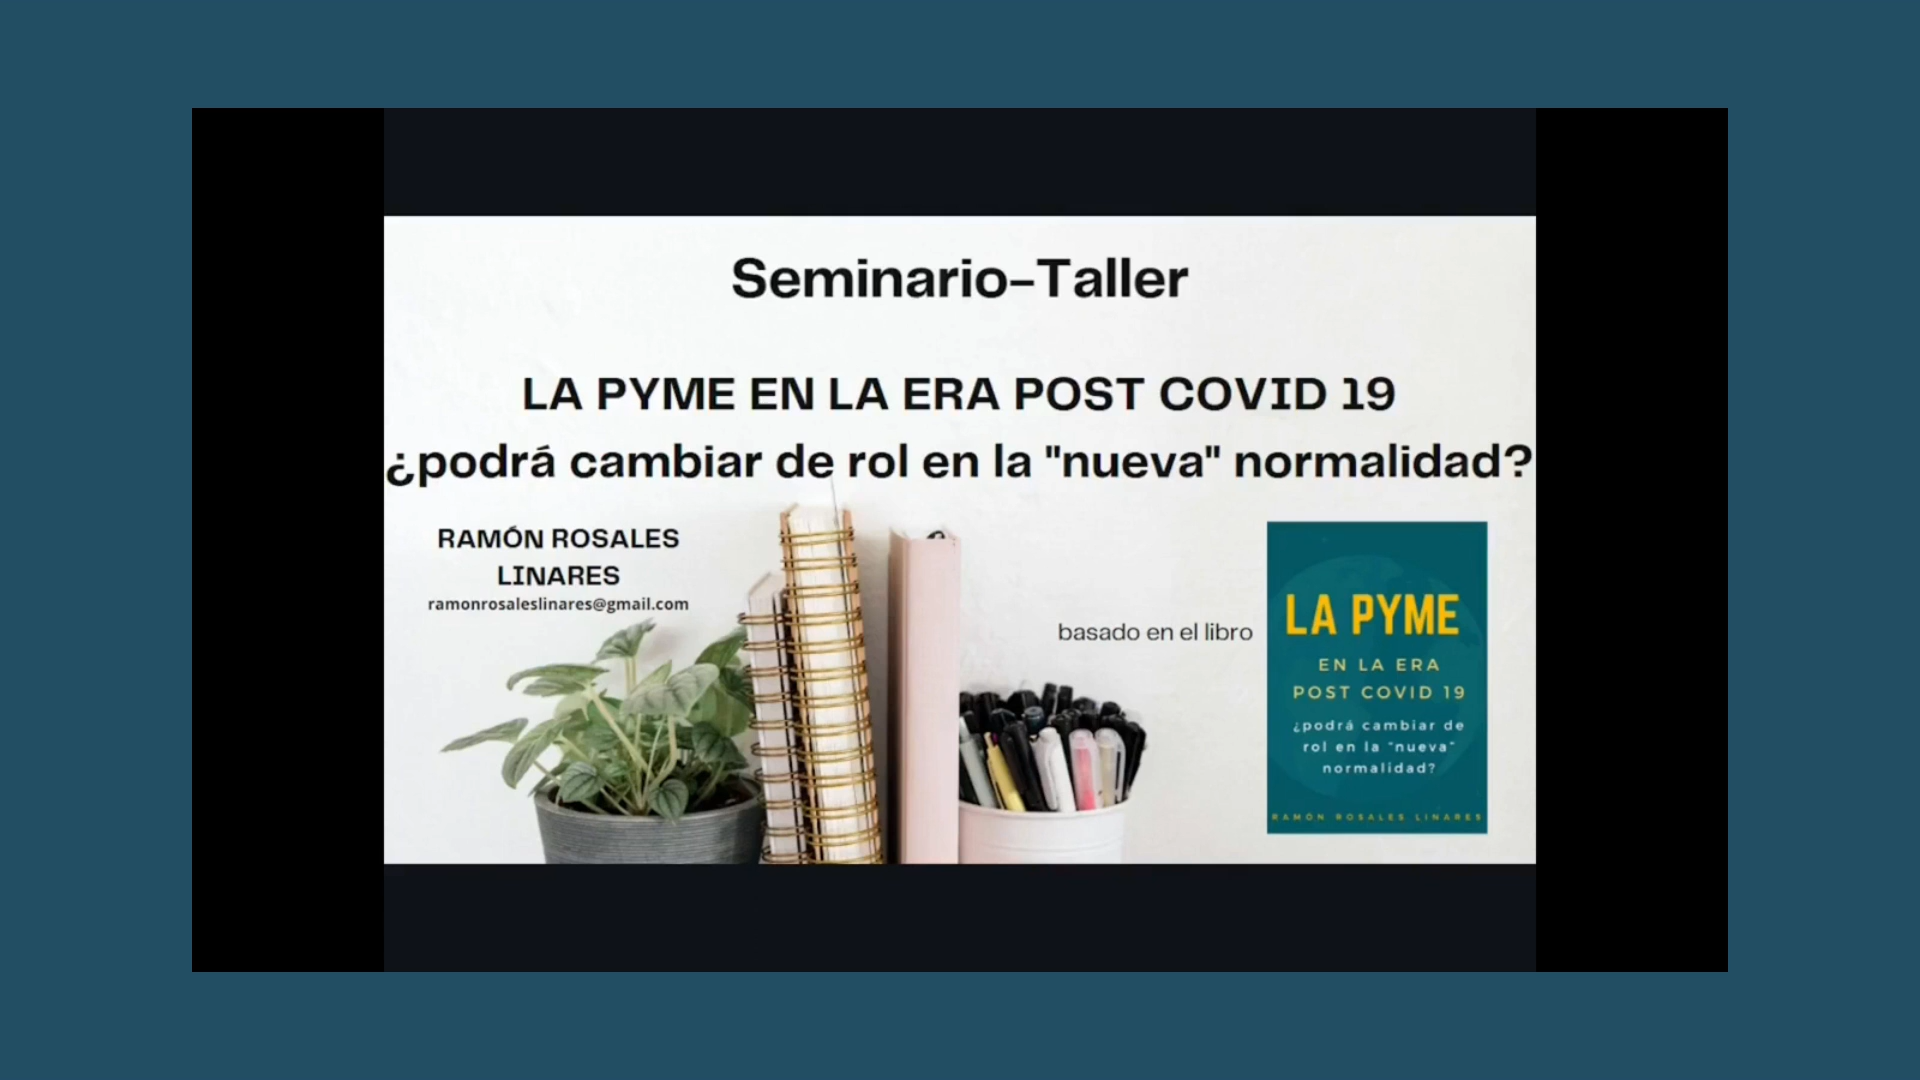 Seminario-Taller
LA PYME EN LA ERA POST COVID 19
¿podrá cambiar de rol en la "nueva" normalidad?
RAMÓN ROSALES
LINARES
ramonrosaleslinares@gmail.com
basado en el libro
LA PYME
EN LA ERA
POST COVID 19
¿podrá cambiar de
rol en la "nueva"
normalidad?
RAMÓN ROSALES LINARES